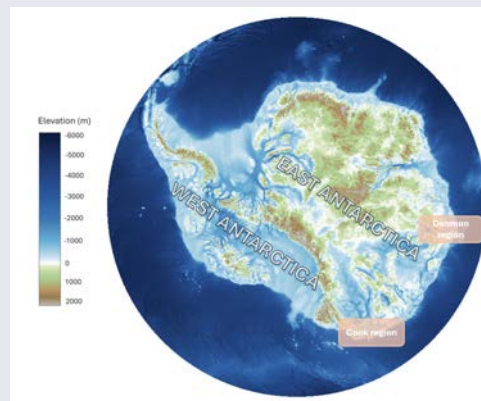 Elevation (m)
-6000
-5000
-4000
-3000
-2000
-1000
0
1000
2000
EAST ANTARCTICA
WEST ANTARCTICA
Denman
region
Cook region